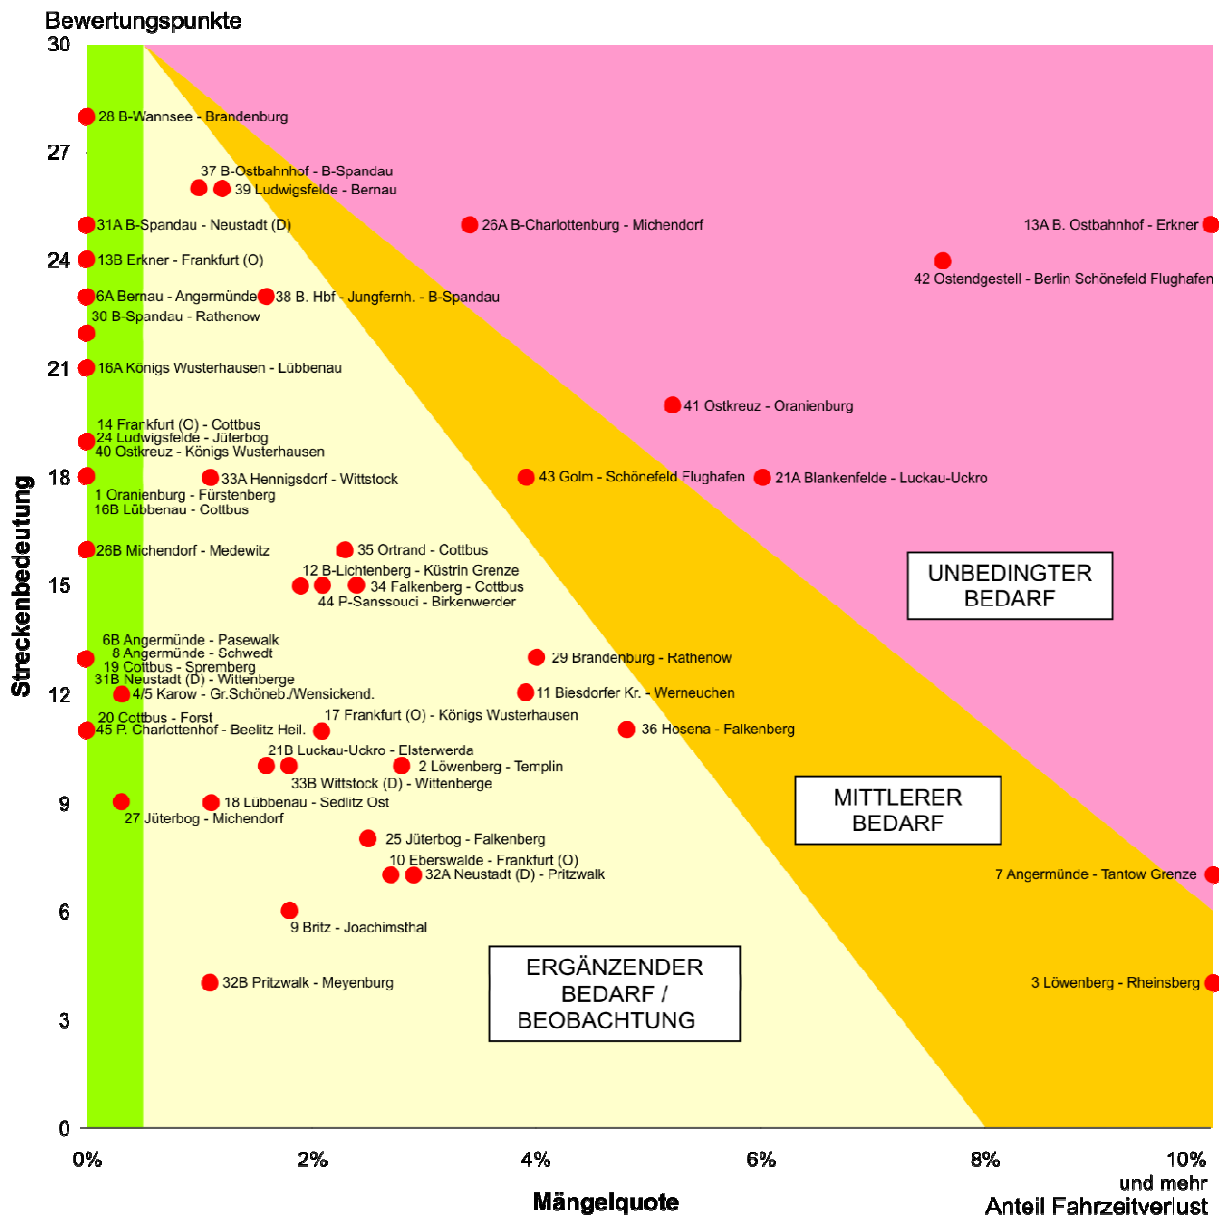 Bewertungspunkte
30
28 B-Wannsee - Brandenburg
27
37 B-Ostbahnhof - B-Spandau
39 Ludwigsfelde - Bernau
31A B-Spandau - Neustadt (D)
26A B-Charlottenburg - Michendorf
13A B. Ostbahnhof - Erkner
24
13B Erkner - Frankfurt (O)
42 Ostendgestell - Berlin Schönefeld Flughafen
6A Bernau - Angermünde
38 B. Hbf - Jungfernh. - B-Spandau
30 B-Spandau - Rathenow
21
16A Königs Wusterhausen - Lübbenau
41 Ostkreuz - Oranienburg
14 Frankfurt (O) - Cottbus
24 Ludwigsfelde - Jüterbog
40 Ostkreuz - Königs Wusterhausen
18
33A Hennigsdorf - Wittstock
43 Golm - Schönefeld Flughafen
21A Blankenfelde - Luckau-Uckro
1 Oranienburg - Fürstenberg
16B Lübbenau - Cottbus
26B Michendorf - Medewitz
35 Ortrand - Cottbus
12 B-Lichtenberg - Küstrin Grenze
15
34 Falkenberg - Cottbus
44 P-Sanssouci - Birkenwerder
UNBEDINGTER
BEDARF
Streckenbedeutung
6B Angermünde - Pasewalk
8 Angermünde - Schwedt
19 Cottbus - Spremberg
31B Neustadt (D) - Wittenberge
29 Brandenburg - Rathenow
12
4/5 Karow - Gr.Schöneb./Wensickend.
11 Biesdorfer Kr. - Werneuchen
20 Cottbus - Forst
45 P. Charlottenhof - Beelitz Heil.
17 Frankfurt (O) - Königs Wusterhausen
36 Hosena - Falkenberg
21B Luckau-Uckro - Elsterwerda
2 Löwenberg - Templin
33B Wittstock (D) - Wittenberge
9
18 Lübbenau - Sedlitz Ost
27 Jüterbog - Michendorf
MITTLERER
BEDARF
25 Jüterbog - Falkenberg
10 Eberswalde - Frankfurt (O)
32A Neustadt (D) - Pritzwalk
7 Angermünde - Tantow Grenze
6
9 Britz - Joachimsthal
32B Pritzwalk - Meyenburg
3 Löwenberg - Rheinsberg
ERGÄNZENDER
BEDARF /
BEOBACHTUNG
3
0
0%
2%
4%
6%
8%
10%
und mehr
Mängelquote
Anteil Fahrzeitverlust